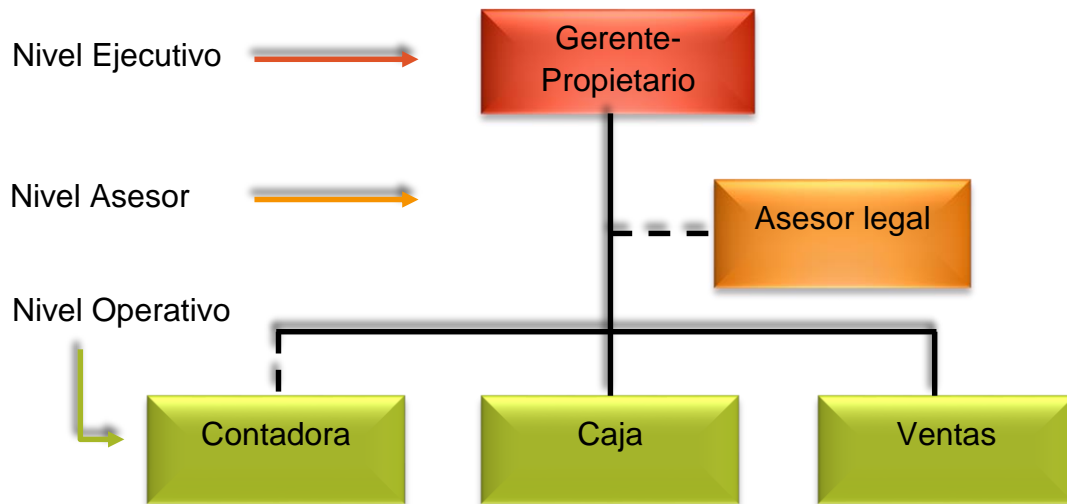 Nivel Ejecutivo
Gerente-
Propietario
Nivel Asesor
Asesor legal
Nivel Operativo
Contadora
Caja
Ventas